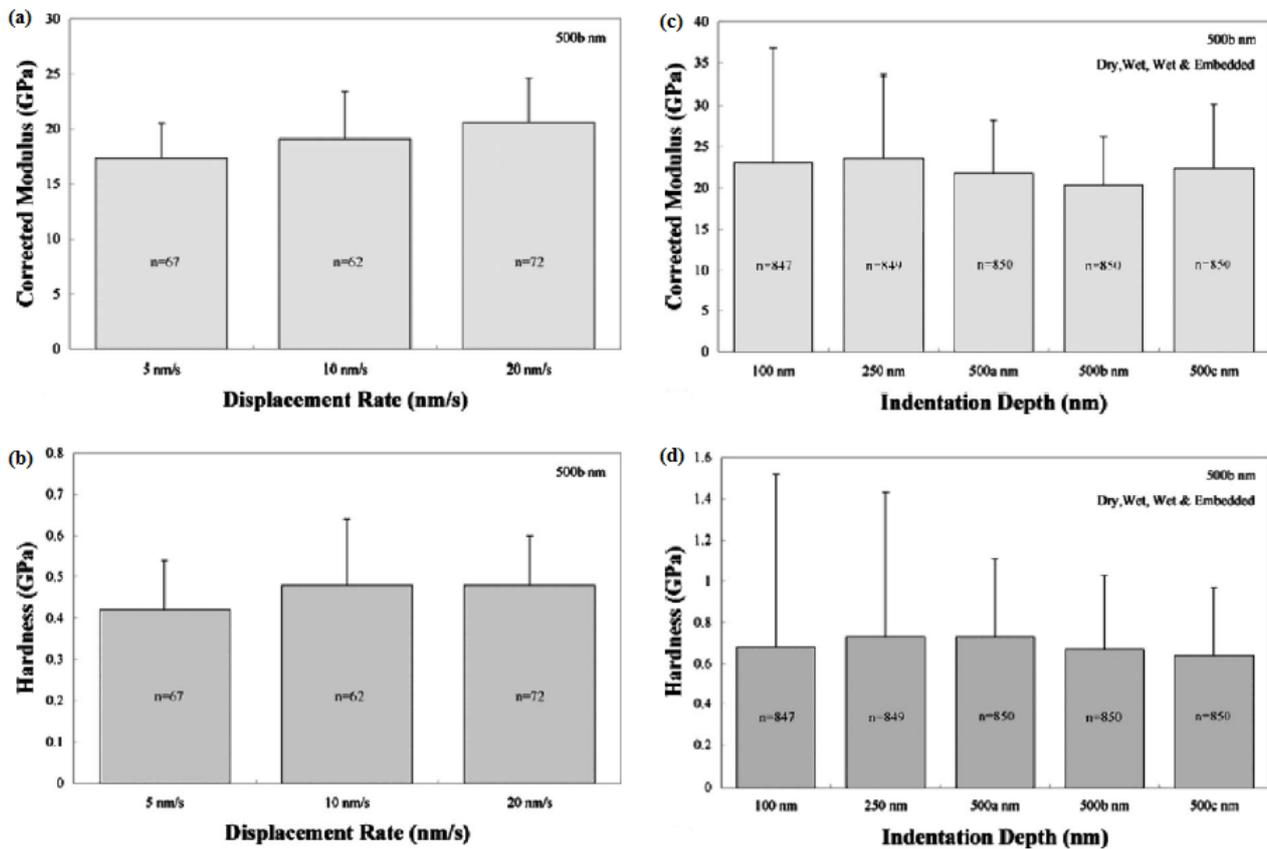 (a)
500b nm
Corrected Modulus (GPa)
30
25
20
15
10
5
0
n=67
n=62
n=72
5 nm/s
10 nm/s
20 nm/s
Displacement Rate (nm/s)
(c)
500b nm
Dry,Wet, Wet & Embedded
Corrected Modulus (GPa)
40
35
30
25
20
15
10
5
0
n=847
n=849
n=850
n=850
n=850
100 nm
250 nm
500a nm
500b nm
500c nm
Indentation Depth (nm)
(b)
500b nm
Hardness (GPa)
0.8
0.7
0.6
0.5
0.4
0.3
0.2
0.1
0
n=67
n=62
n=72
5 nm/s
10 nm/s
20 nm/s
Displacement Rate (nm/s)
(d)
500b nm
Dry,Wet, Wet & Embedded
Hardness (GPa)
1.6
1.4
1.2
1
0.8
0.6
0.4
0.2
0
n=847
n=849
n=850
n=850
n=850
100 nm
250 nm
500a nm
500b nm
500c nm
Indentation Depth (nm)